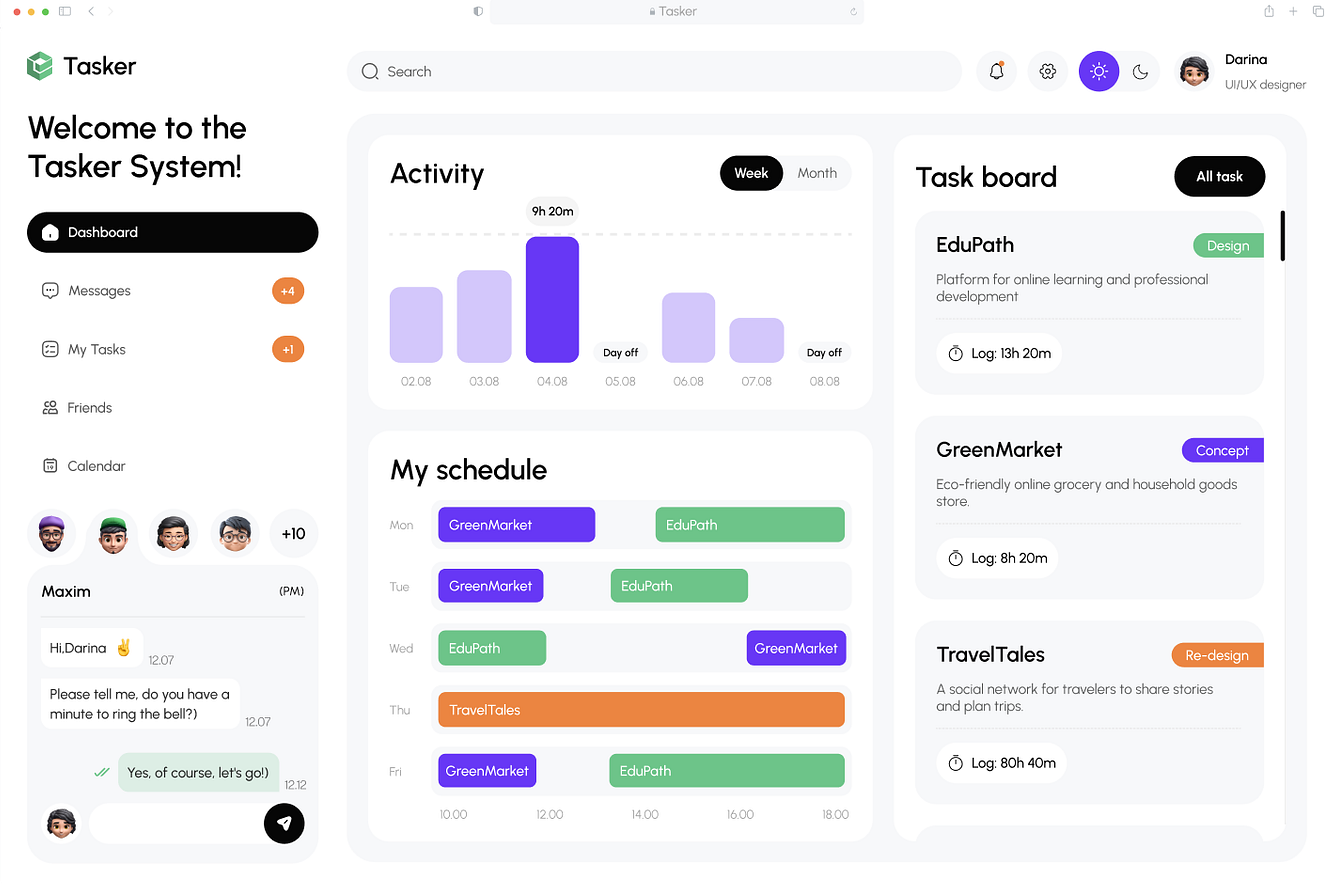 Tasker
Tasker
Search
Darina
UI/UX designer
Welcome to the
Tasker System!
Dashboard
Messages
+4
My Tasks
+1
Friends
Calendar
+10
Maxim
(PM)
Hi,Darina ✌️
12.07
Please tell me, do you have a
minute to ring the bell?)
12.07
Yes, of course, let's go!)
12.12
Activity
Week
Month
9h 20m
Day off
Day off
02.08
03.08
04.08
05.08
06.08
07.08
08.08
My schedule
Mon
GreenMarket
EduPath
Tue
GreenMarket
EduPath
Wed
EduPath
GreenMarket
Thu
TravelTales
Fri
GreenMarket
EduPath
10.00
12.00
14.00
16.00
18.00
Task board
All task
EduPath
Design
Platform for online learning and professional
development
Log: 13h 20m
GreenMarket
Concept
Eco-friendly online grocery and household goods
store.
Log: 8h 20m
TravelTales
Re-design
A social network for travelers to share stories
and plan trips.
Log: 80h 40m